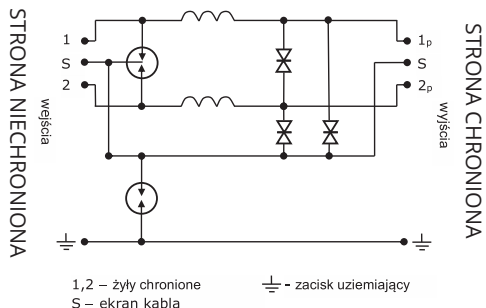 STRONA NIECHRONIONA
wejścia
1
S
2
1p
S
2p
wyjścia
STRONA CHRONIONA
1,2 – żyły chronione
S – ekran kabla
- zacisk uziemiający